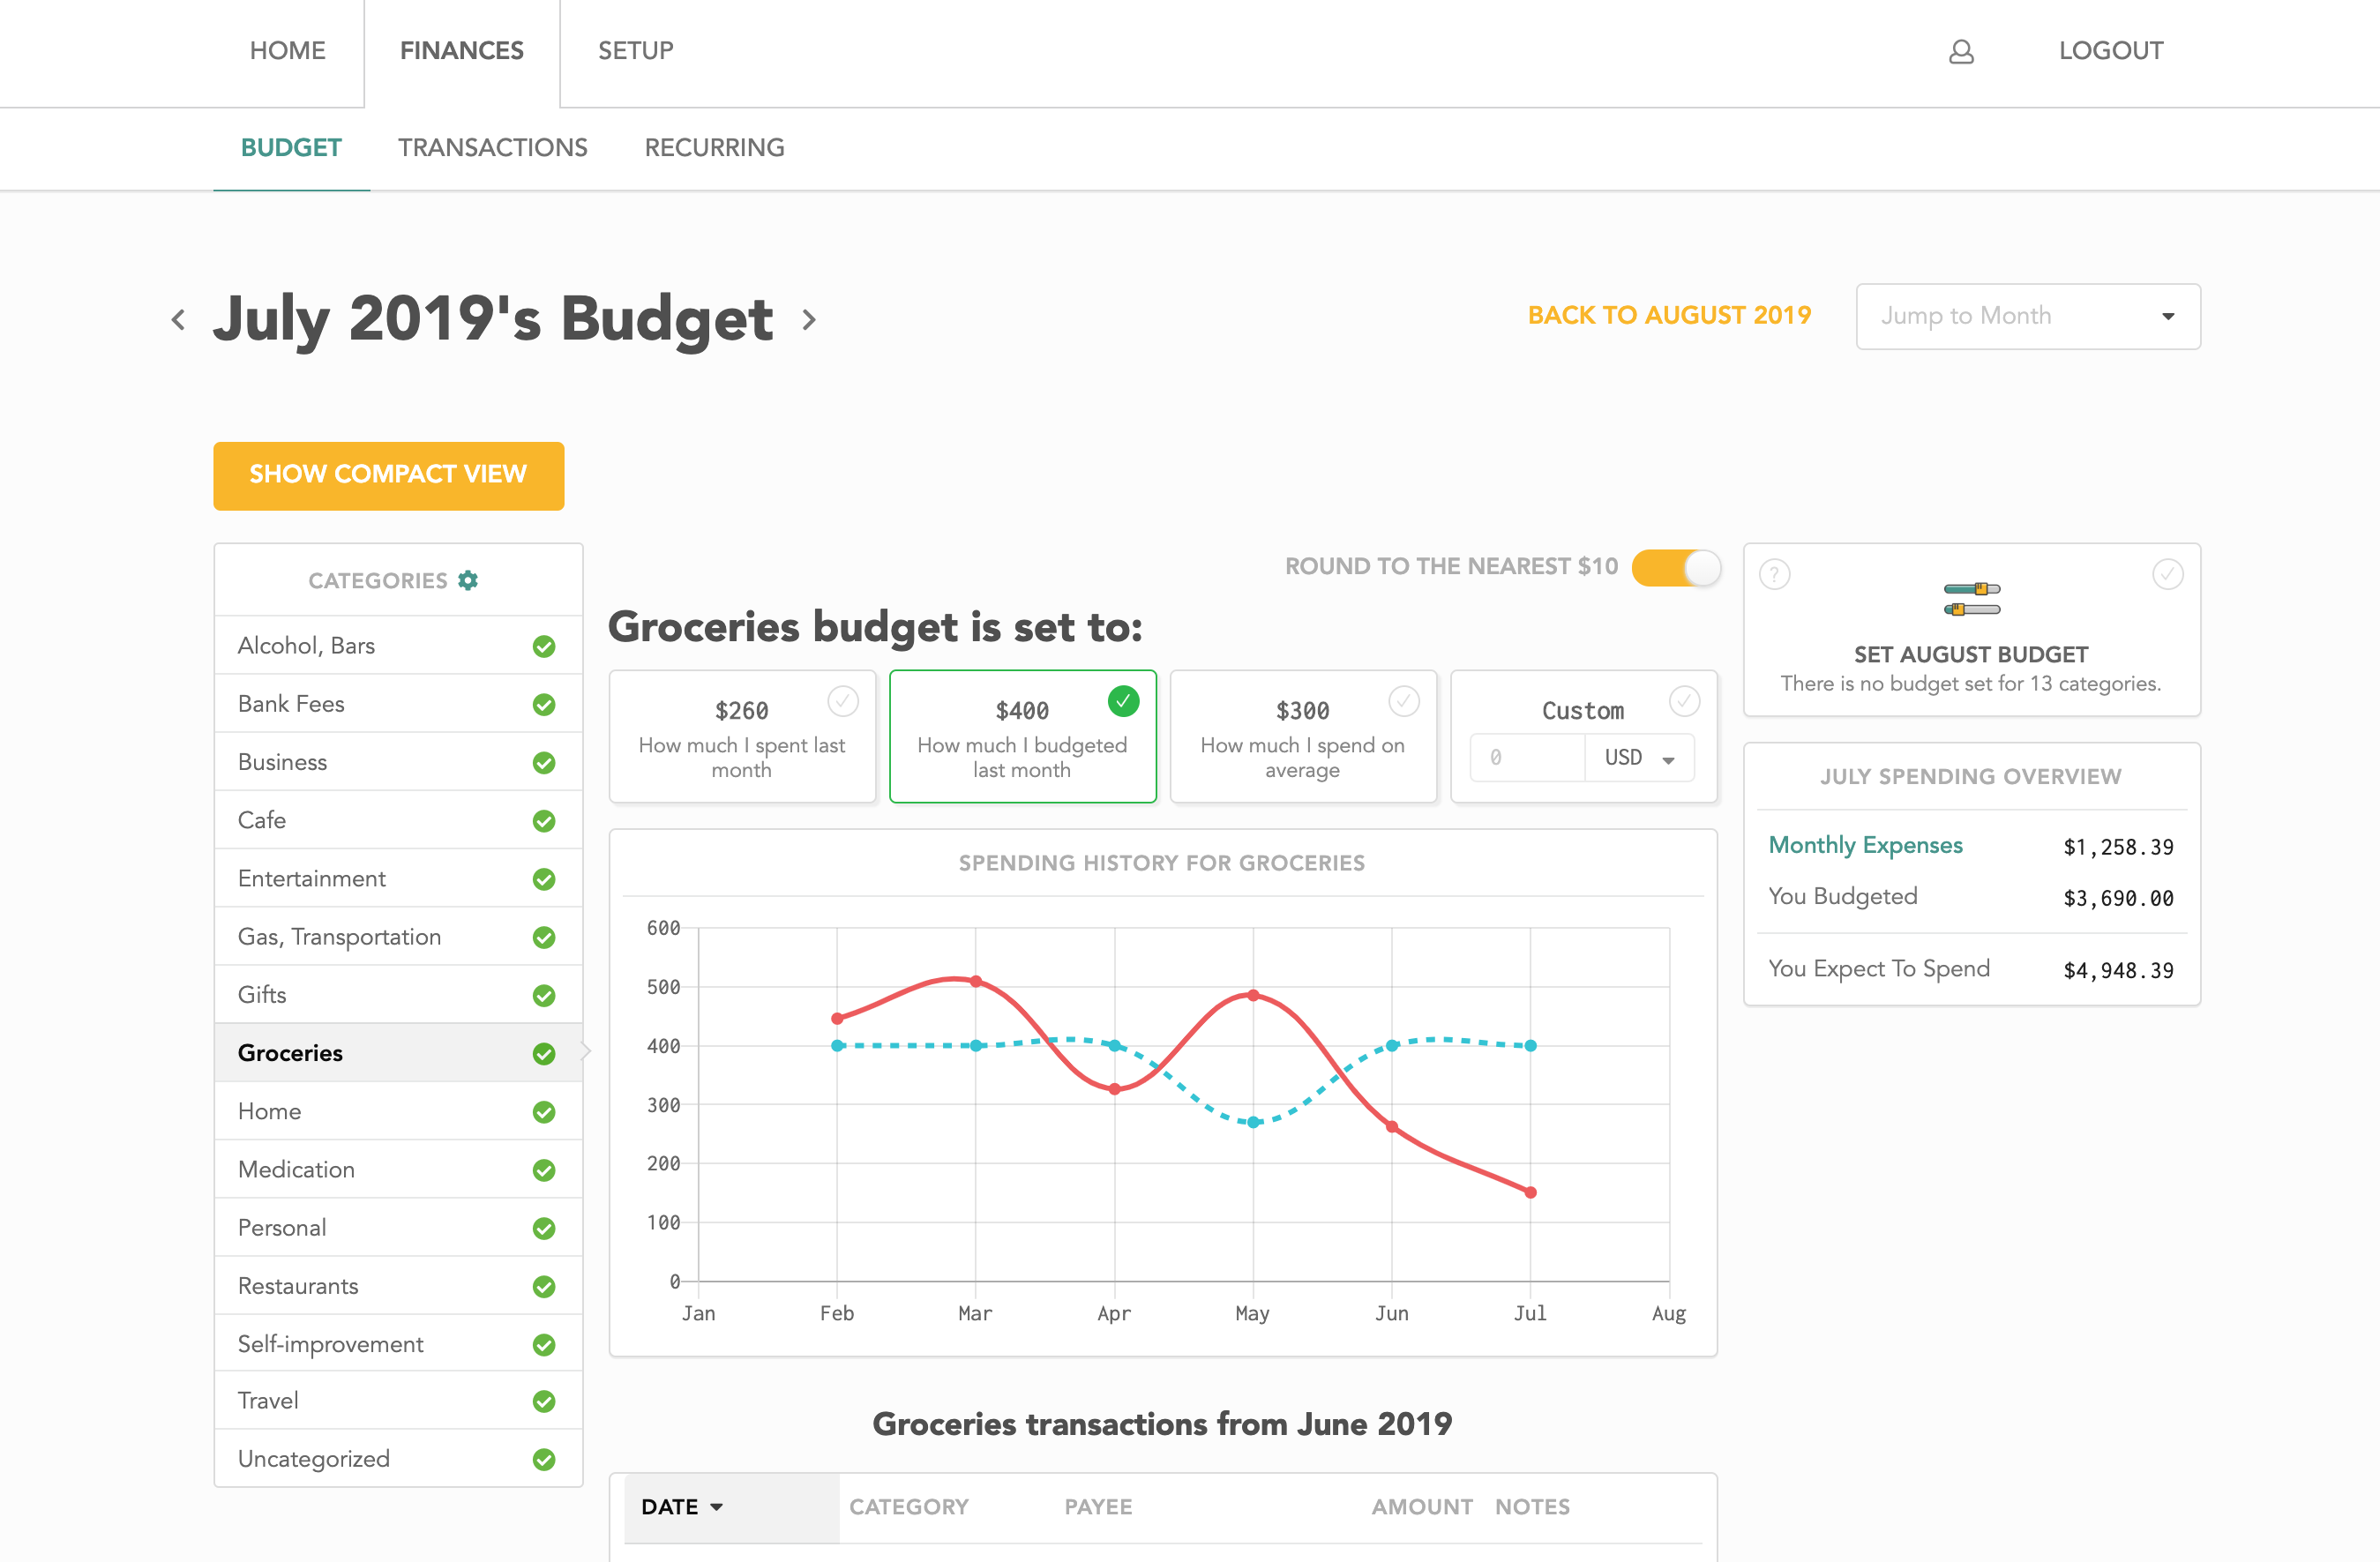 HOME
FINANCES
SETUP
LOGOUT
BUDGET
TRANSACTIONS
RECURRING
July 2019's Budget
BACK TO AUGUST 2019
Jump to Month
SHOW COMPACT VIEW
CATEGORIES
Alcohol, Bars
Bank Fees
Business
Cafe
Entertainment
Gas, Transportation
Gifts
Groceries
Home
Medication
Personal
Restaurants
Self-improvement
Travel
Uncategorized
ROUND TO THE NEAREST $10
Groceries budget is set to:
$260
How much I spent last
month
$400
How much I budgeted
last month
$300
How much I spend on
average
Custom
0
USD
SPENDING HISTORY FOR GROCERIES
600
500
400
300
200
100
0
Jan
Feb
Mar
Apr
May
Jun
Jul
Aug
Groceries transactions from June 2019
DATE
CATEGORY
PAYEE
AMOUNT
NOTES
?
SET AUGUST BUDGET
There is no budget set for 13 categories.
JULY SPENDING OVERVIEW
Monthly Expenses $1,258.39
You Budgeted $3,690.00
You Expect To Spend $4,948.39